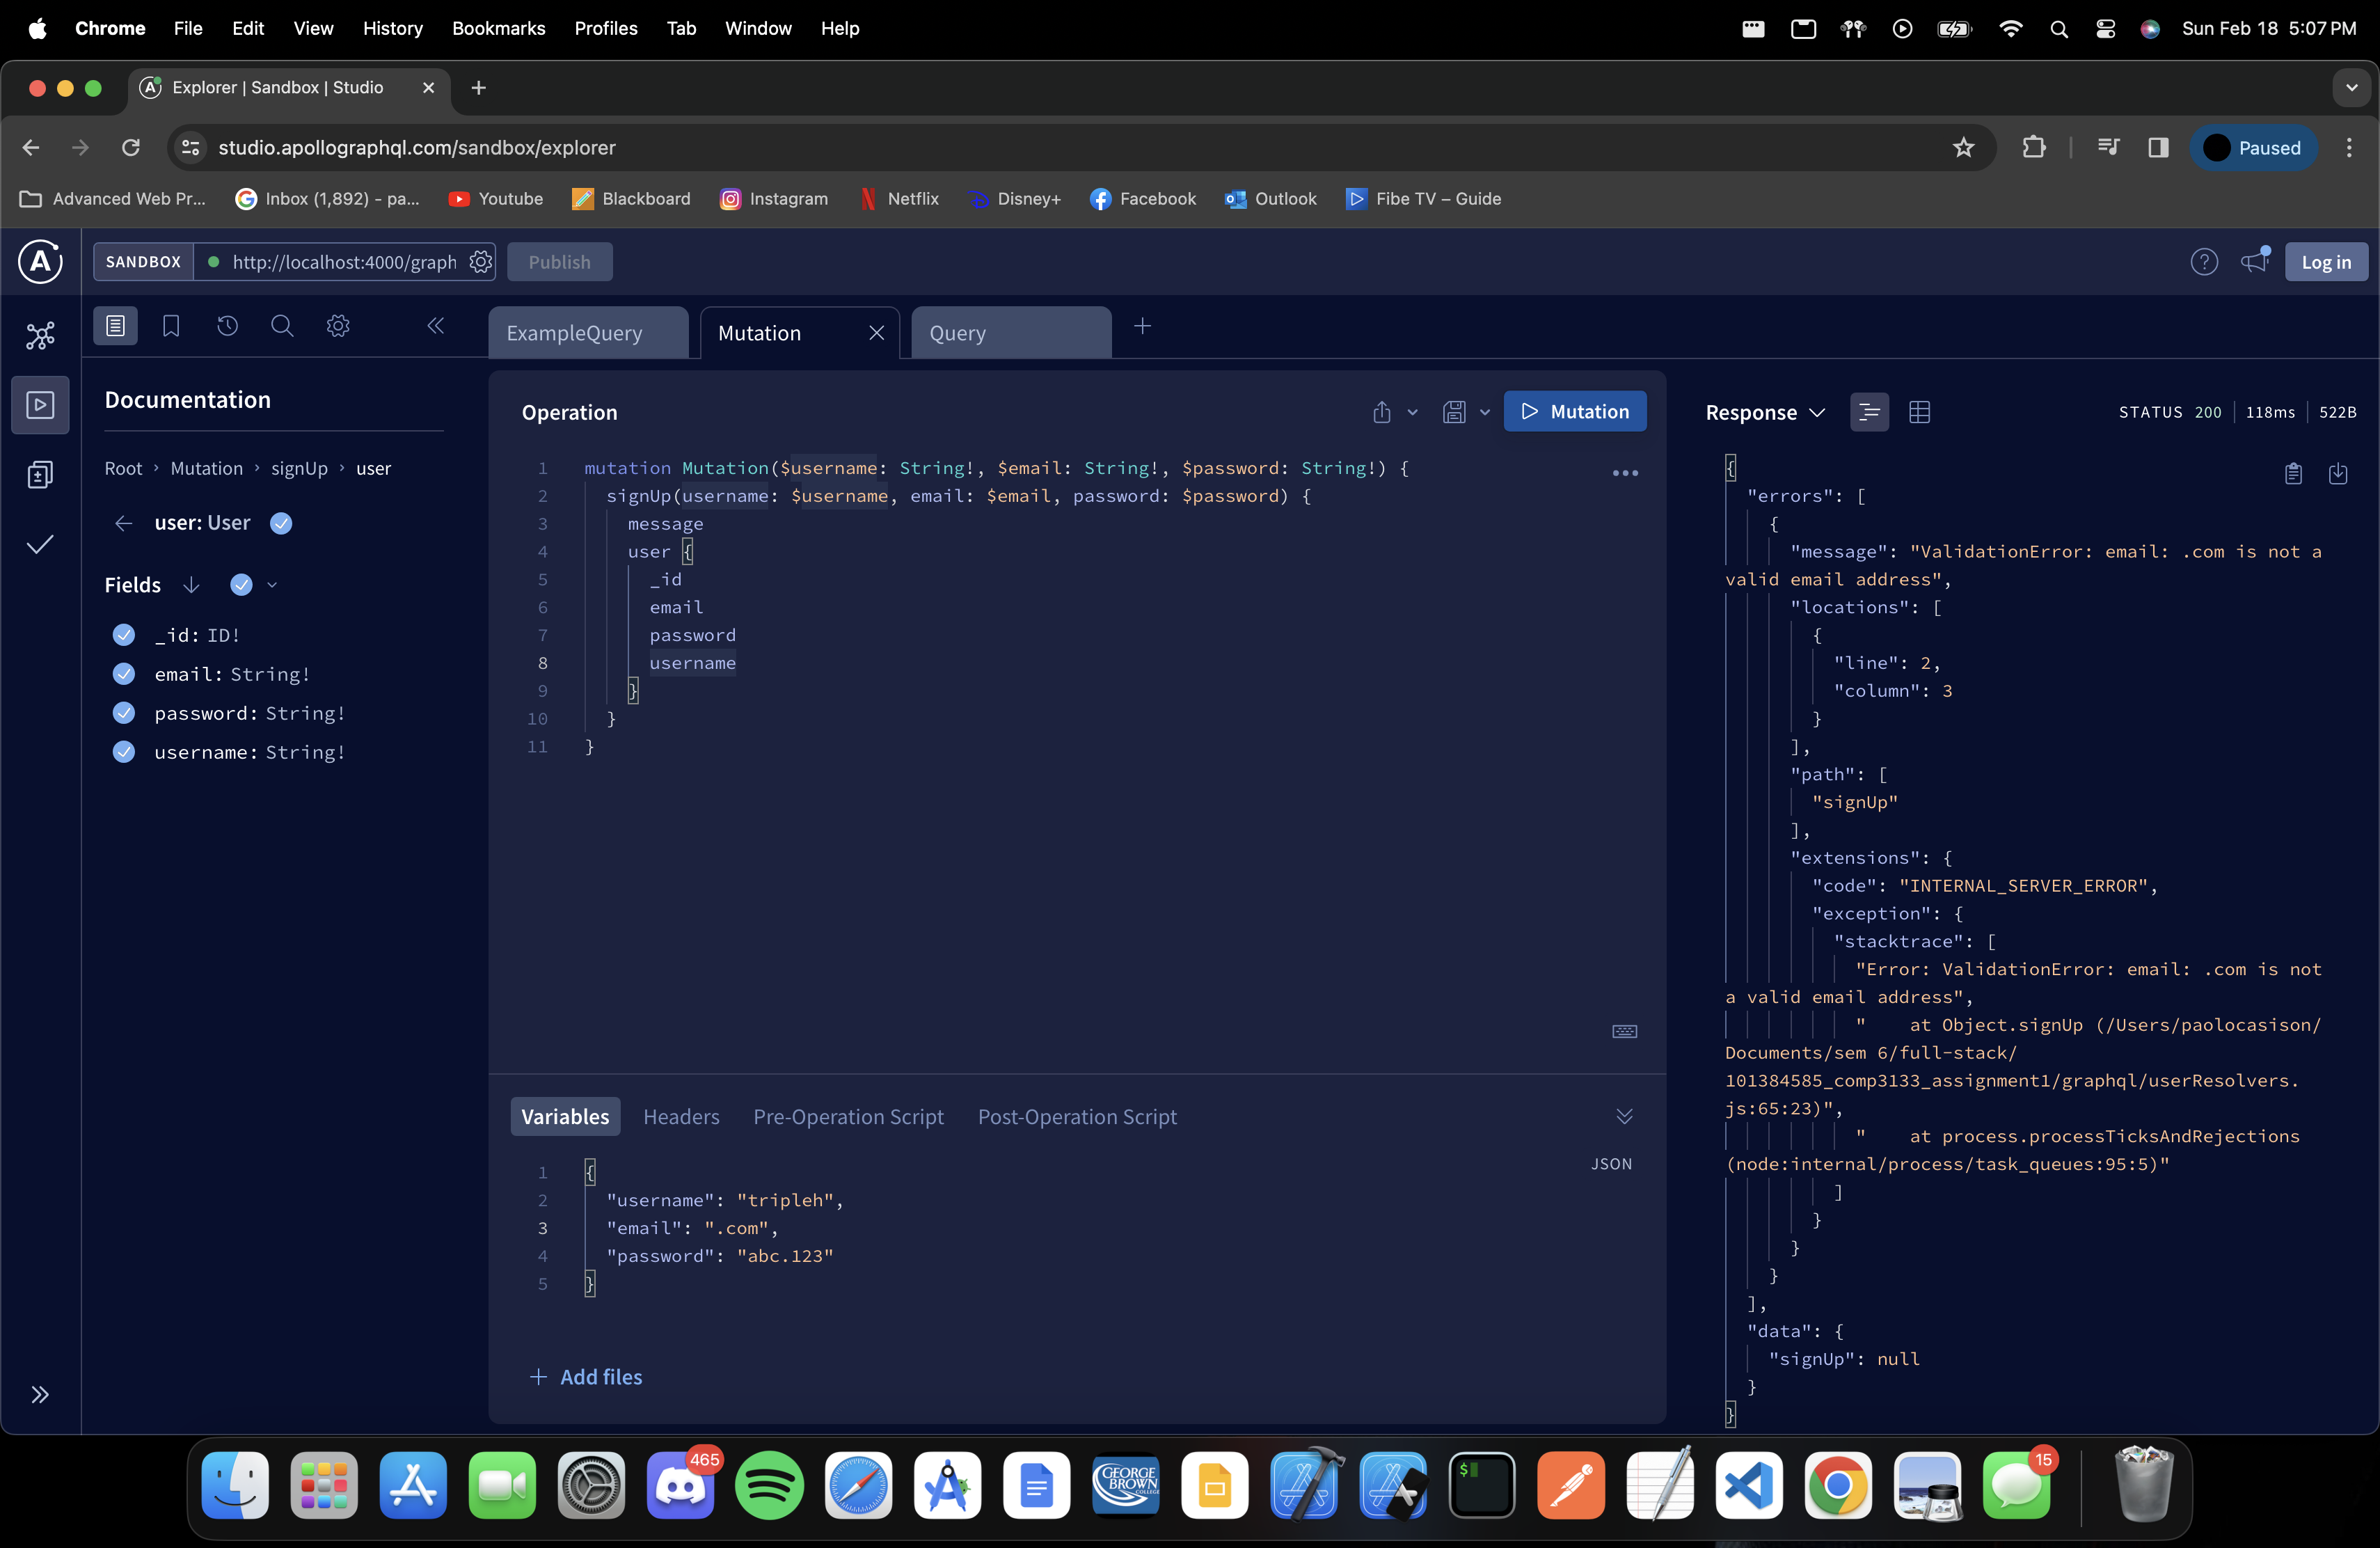 Chrome File Edit View History Bookmarks Profiles Tab Window Help Sun Feb 18 5:07 PM
Explorer | Sandbox | Studio
studio.apollographql.com/sandbox/explorer Paused
Advanced Web Pr... Inbox (1,892) - pa... Youtube Blackboard Instagram Netflix Disney+ Facebook Outlook Fibe TV – Guide
SANDBOX http://localhost:4000/graph Publish Log in
ExampleQuery Mutation Query
Documentation
Root › Mutation › signUp › user
user: User
Fields
_id: ID!
email: String!
password: String!
username: String!
Operation Mutation
1 mutation Mutation($username: String!, $email: String!, $password: String!) {
2 signUp(username: $username, email: $email, password: $password) {
3 message
4 user {
5 _id
6 email
7 password
8 username
9 }
10 }
11 }
Variables Headers Pre-Operation Script Post-Operation Script
JSON
1 {
2 "username": "tripleh",
3 "email": ".com",
4 "password": "abc.123"
5 }
+ Add files
Response STATUS 200 118ms 522B
{
"errors": [
{
"message": "ValidationError: email: .com is not a
valid email address",
"locations": [
{
"line": 2,
"column": 3
}
],
"path": [
"signUp"
],
"extensions": {
"code": "INTERNAL_SERVER_ERROR",
"exception": {
"stacktrace": [
"Error: ValidationError: email: .com is not
a valid email address",
"    at Object.signUp (/Users/paolocasison/
Documents/sem 6/full-stack/
101384585_comp3133_assignment1/graphql/userResolvers.
js:65:23)",
"    at process.processTicksAndRejections
(node:internal/process/task_queues:95:5)"
]
}
}
}
],
"data": {
"signUp": null
}
}
465
GEORGE
BROWN
COLLEGE
15